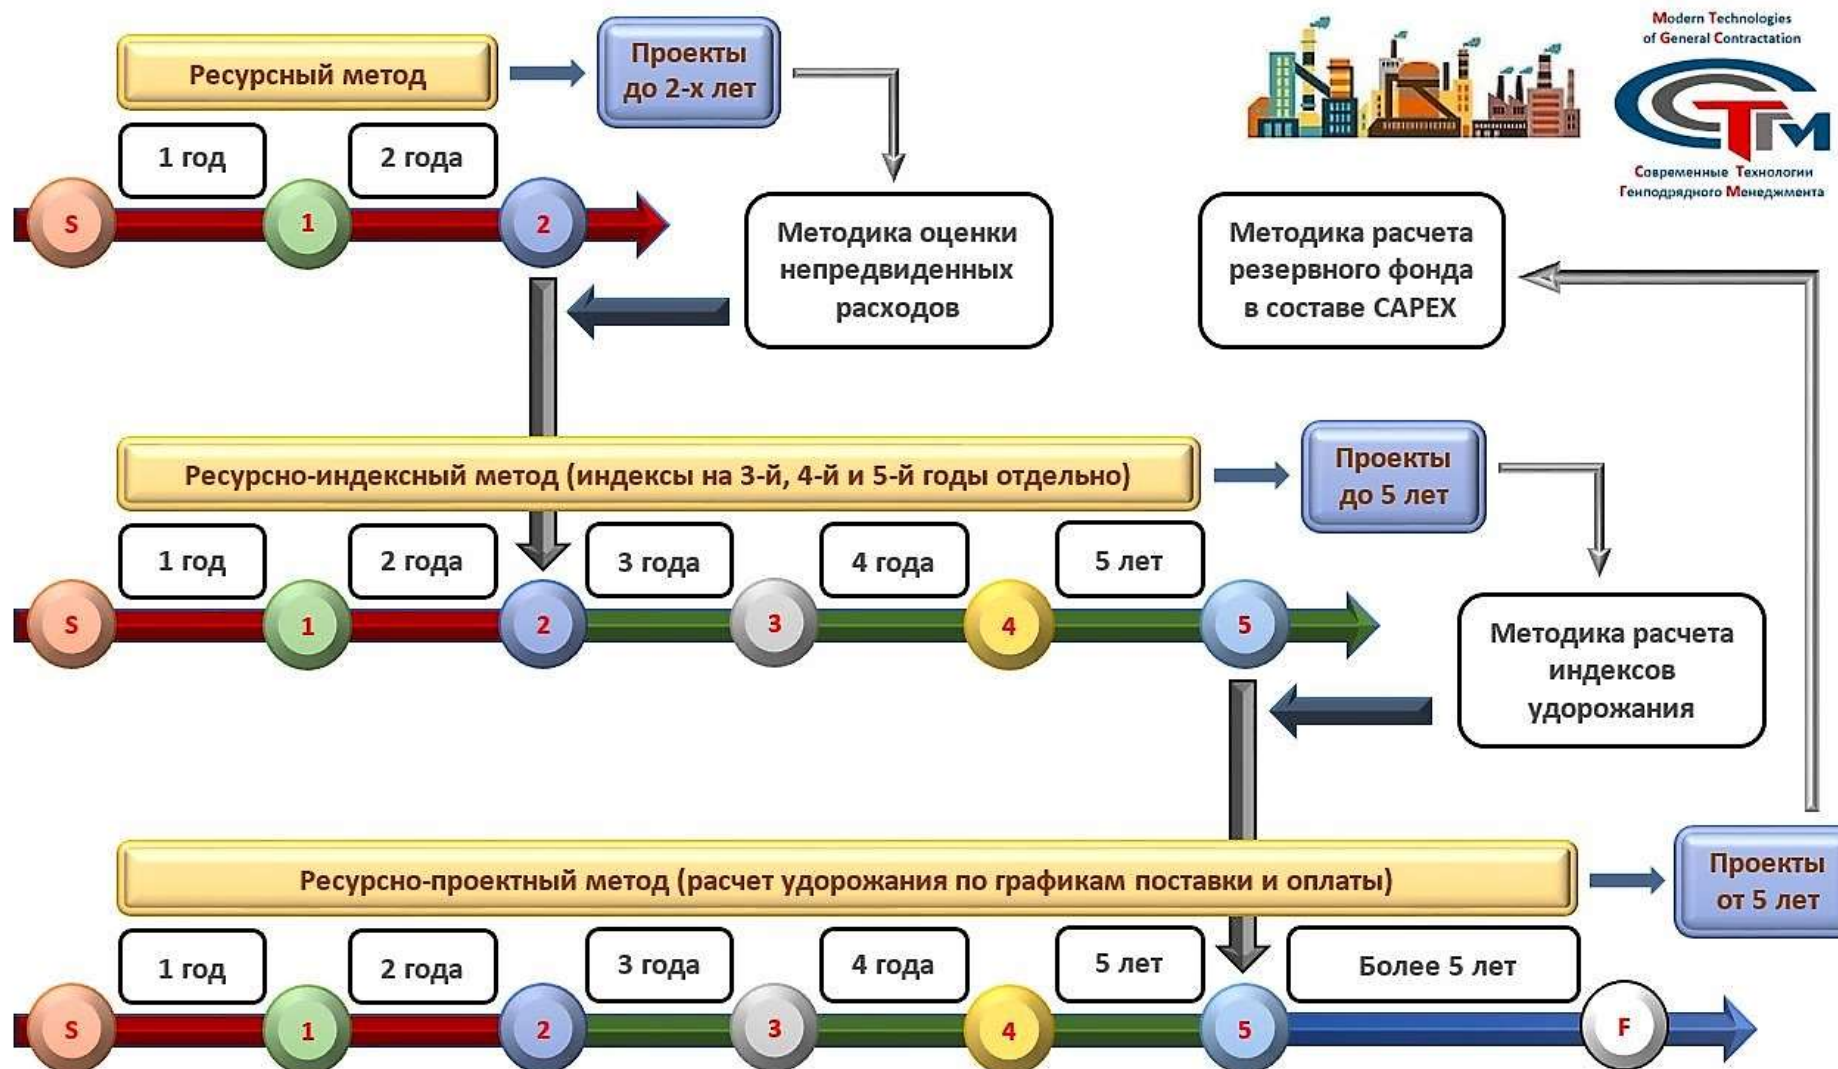 Modern Technologies
of General Contractation
СТГМ
Современные Технологии
Генподрядного Менеджмента
Ресурсный метод
Проекты
до 2-х лет
1 год
2 года
S
1
2
Методика оценки
непредвиденных
расходов
Методика расчета
резервного фонда
в составе CAPEX
Ресурсно-индексный метод (индексы на 3-й, 4-й и 5-й годы отдельно)
Проекты
до 5 лет
1 год
2 года
3 года
4 года
5 лет
S
1
2
3
4
5
Методика расчета
индексов
удорожания
Ресурсно-проектный метод (расчет удорожания по графикам поставки и оплаты)
Проекты
от 5 лет
1 год
2 года
3 года
4 года
5 лет
Более 5 лет
S
1
2
3
4
5
F